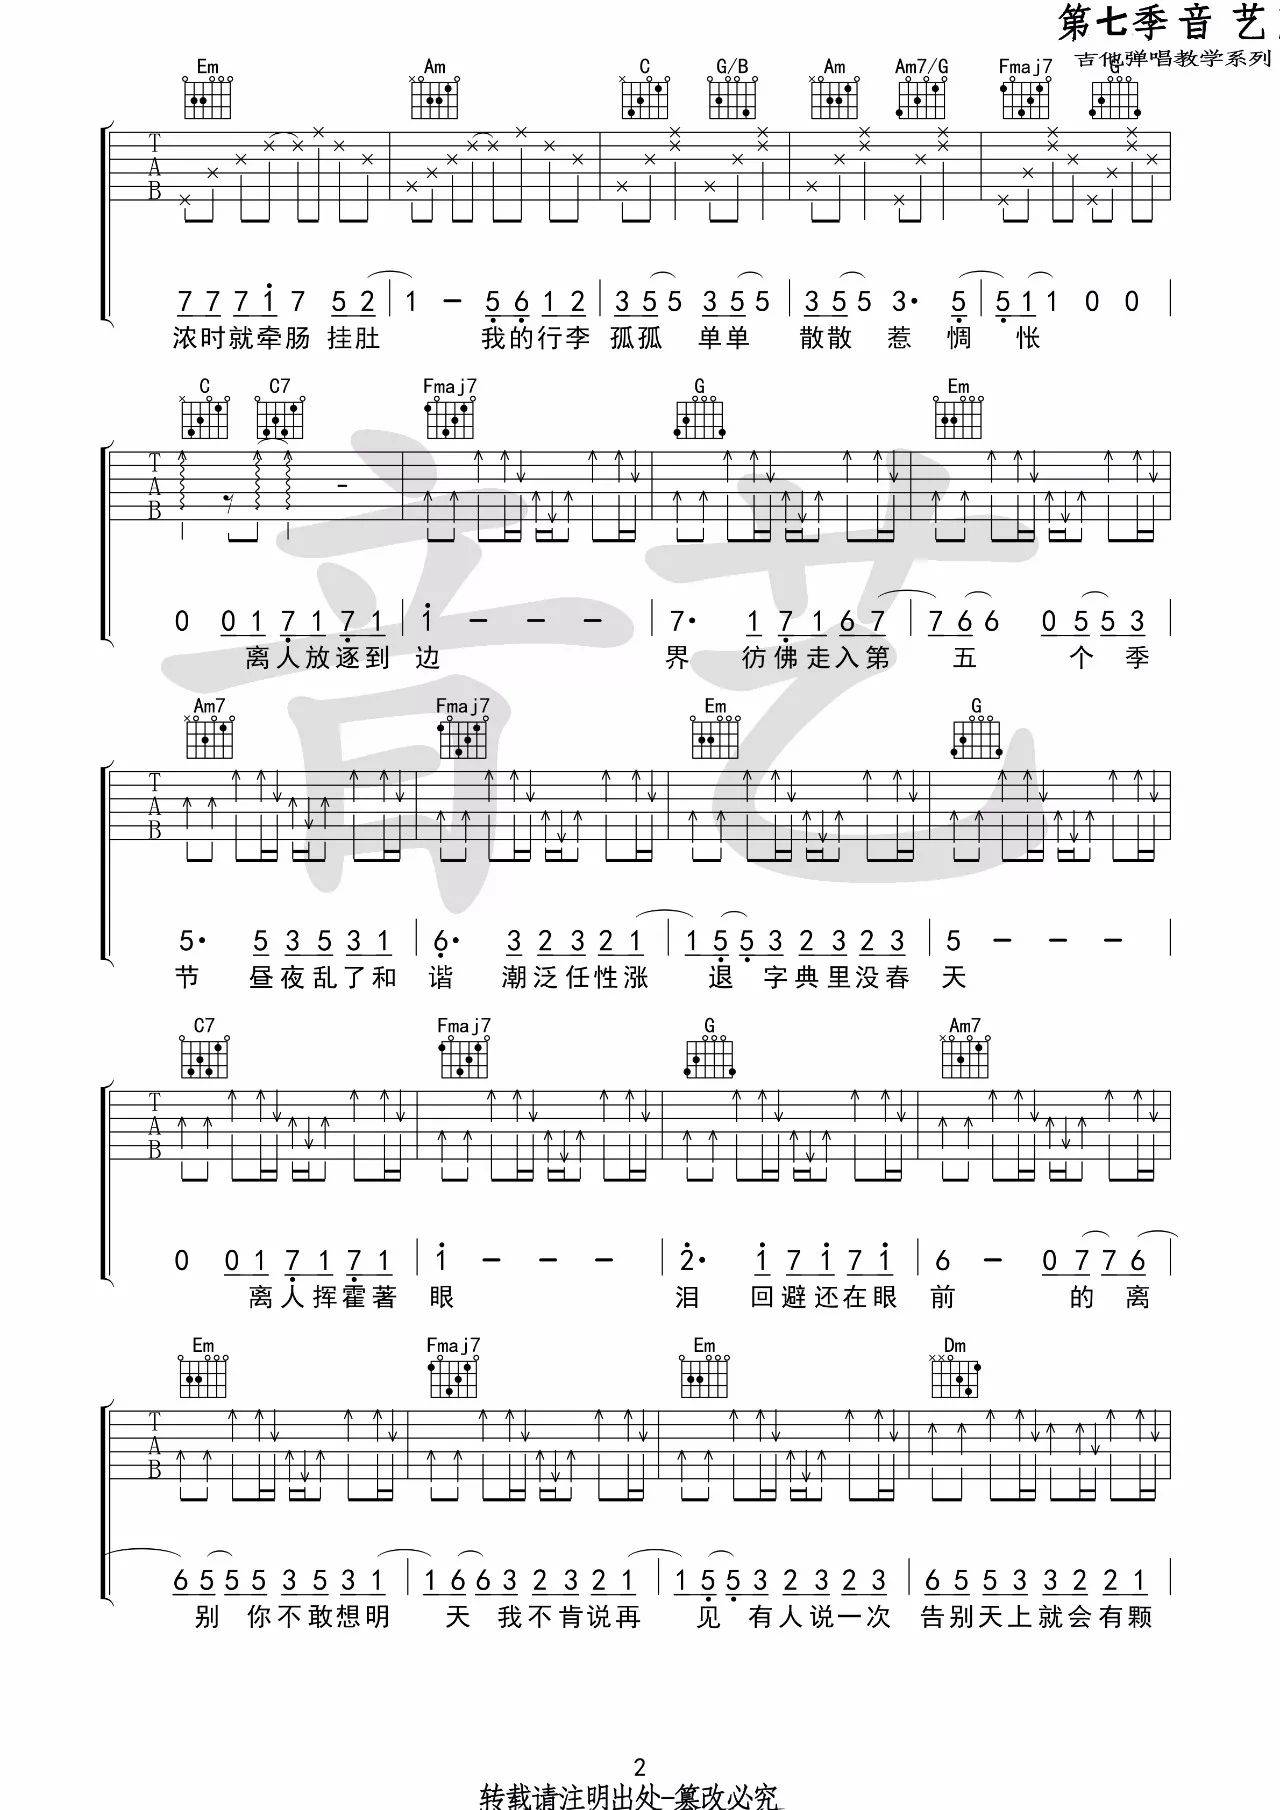 第七季音艺
吉他弹唱教学系列
Em Am C G/B Am Am7/G Fmaj7 G
T A B
7 7 7 1 7 5 2 | 1 - 5 6 1 2 | 3 5 5 3 5 5 | 3 5 5 3· 5 | 5 1 1 0 0 |
浓时就牵肠 挂肚 我的行李 孤孤 单单 散散 惹 惆 怅
C C7 Fmaj7 G Em
T A B
0 0 1 7 1 7 1 | 1 - - - | 7· 1 7 1 6 7 | 7 6 6 0 5 5 3 |
离人放逐到 边 界 彷佛走入第 五 个 季
音艺
Am7 Fmaj7 Em G
T A B
5· 5 3 5 3 1 | 6· 3 2 3 2 1 | 1 5 5 3 2 3 2 3 | 5 - - - |
节 昼夜乱了和 谐 潮泛任性涨 退 字典里没春 天
C7 Fmaj7 G Am7
T A B
0 0 1 7 1 7 1 | 1 - - - | 2· 1 7 1 7 1 | 6 - 0 7 7 6 |
离人挥霍著 眼 泪 回避还在眼 前 的 离
Em Fmaj7 Em Dm
T A B
6 5 5 5 3 5 3 1 | 1 6 6 3 2 3 2 1 | 1 5 5 3 2 3 2 3 | 6 5 5 3 3 2 2 1 |
别 你不敢想明 天 我不肯说再 见 有人说一次 告别天上就会有颗
2
转载请注明出处-篡改必究